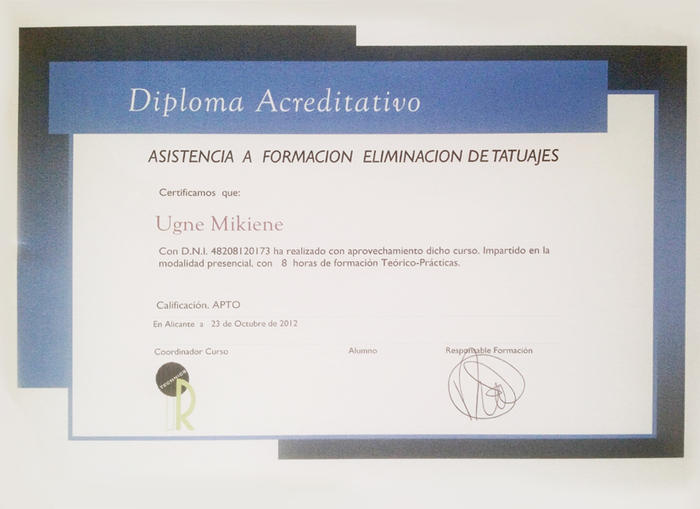 Diploma Acreditativo
ASISTENCIA A FORMACION ELIMINACION DE TATUAJES
Certificamos que:
Ugne Mikiene
Con D.N.I. 48208120173 ha realizado con aprovechamiento dicho curso. Impartido en la
modalidad presencial, con 8 horas de formación Teórico-Prácticas.
Calificación. APTO
En Alicante a 23 de Octubre de 2012
Coordinador Curso Alumno Responsable Formación